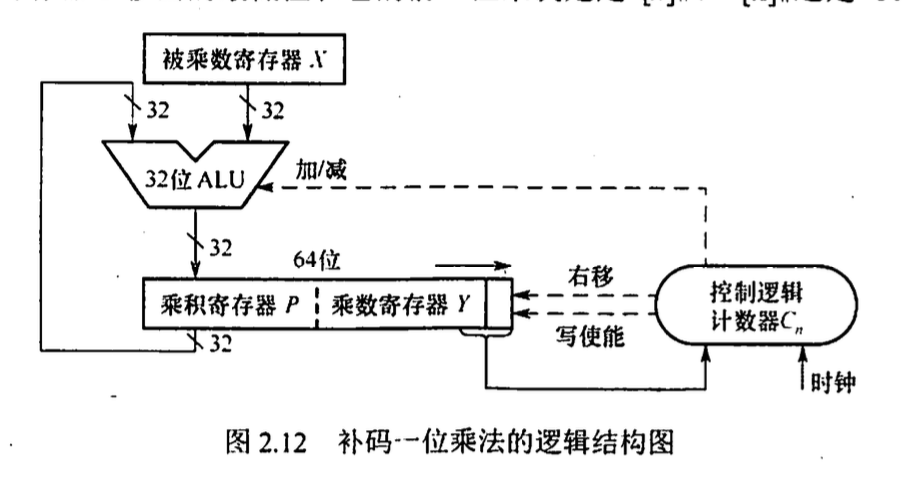 被乘数寄存器 X
32
32
32位 ALU
加/减
32
64位
乘积寄存器 P
乘数寄存器 Y
右移
写使能
控制逻辑
计数器Cn
32
时钟
图 2.12 补码一位乘法的逻辑结构图